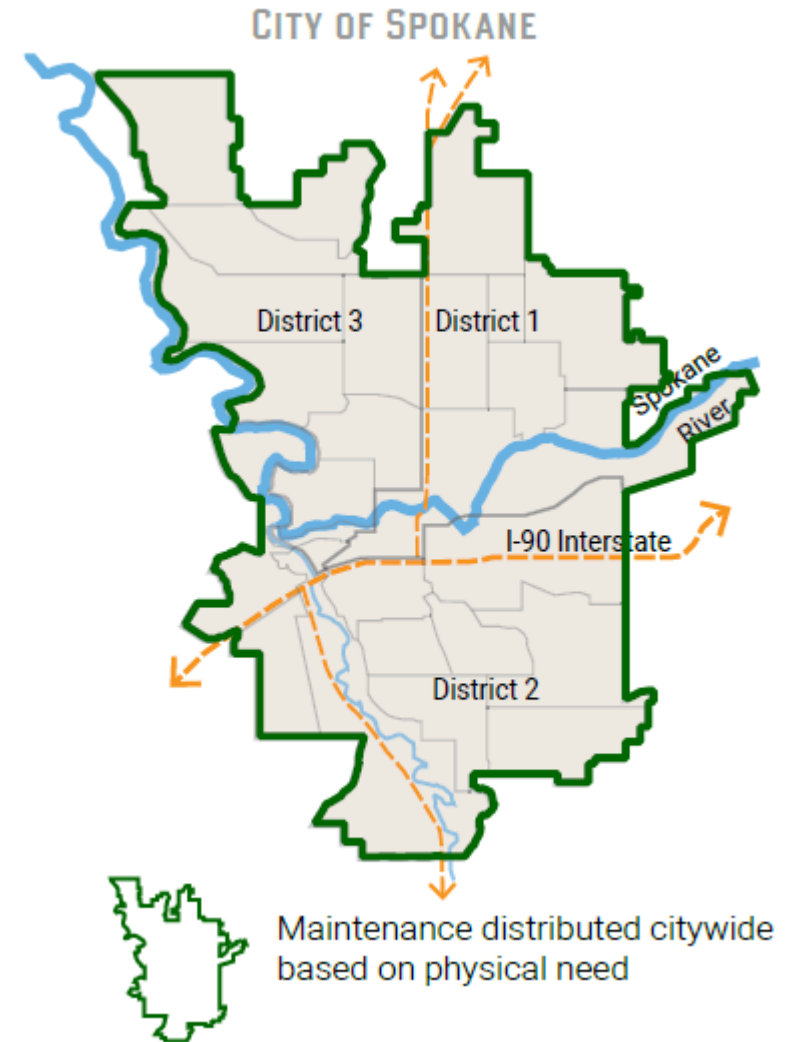 CITY OF SPOKANE
District 3
District 1
Spokane
River
I-90 Interstate
District 2
Maintenance distributed citywide
based on physical need